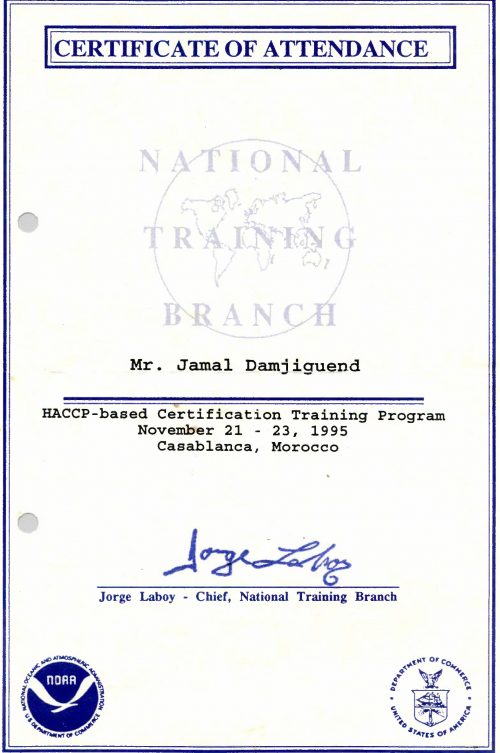 CERTIFICATE OF ATTENDANCE
NATIONAL
TRAINING
BRANCH
Mr. Jamal Damjiguend
HACCP-based Certification Training Program
November 21 - 23, 1995
Casablanca, Morocco
Jorge Laboy
Jorge Laboy - Chief, National Training Branch
NATIONAL OCEANIC AND ATMOSPHERIC ADMINISTRATION
NOAA
U.S. DEPARTMENT OF COMMERCE
DEPARTMENT OF COMMERCE
UNITED STATES OF AMERICA